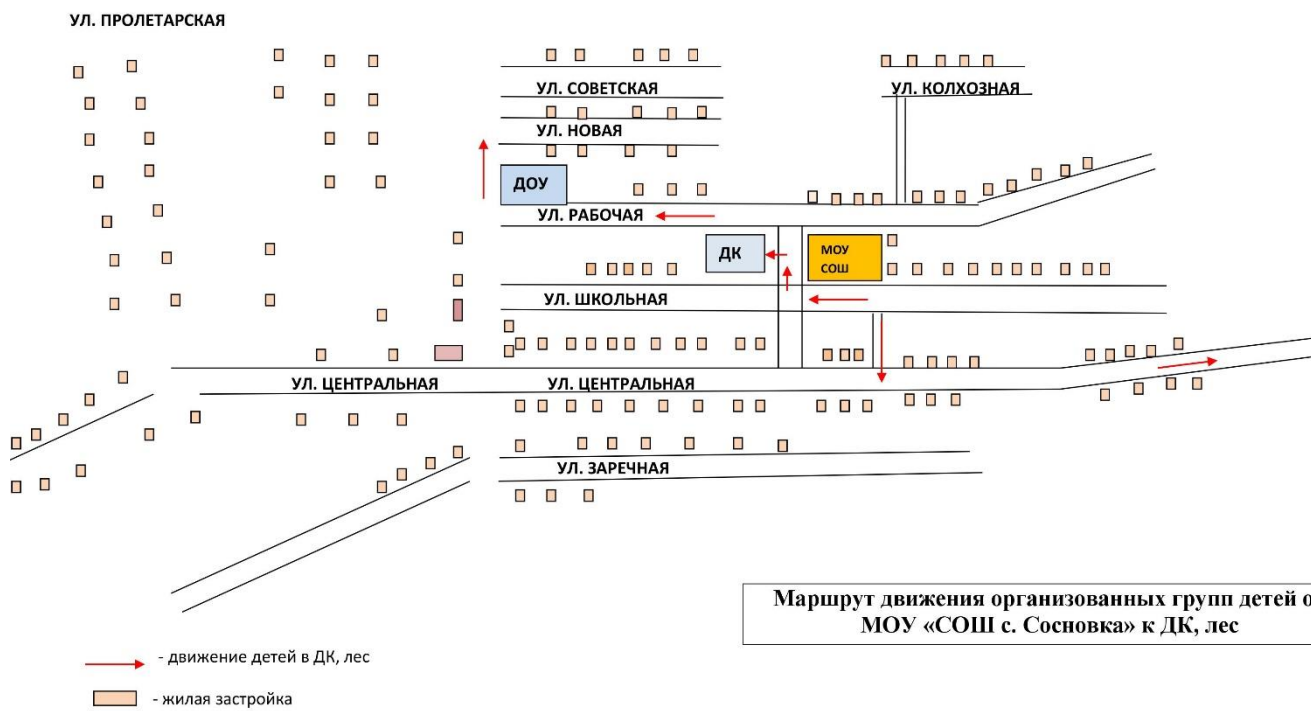 УЛ. ПРОЛЕТАРСКАЯ
УЛ. СОВЕТСКАЯ
УЛ. КОЛХОЗНАЯ
УЛ. НОВАЯ
ДОУ
УЛ. РАБОЧАЯ
ДК
МОУ
СОШ
УЛ. ШКОЛЬНАЯ
УЛ. ЦЕНТРАЛЬНАЯ
УЛ. ЦЕНТРАЛЬНАЯ
УЛ. ЗАРЕЧНАЯ
Маршрут движения организованных групп детей о
МОУ «СОШ с. Сосновка» к ДК, лес
- движение детей в ДК, лес
- жилая застройка